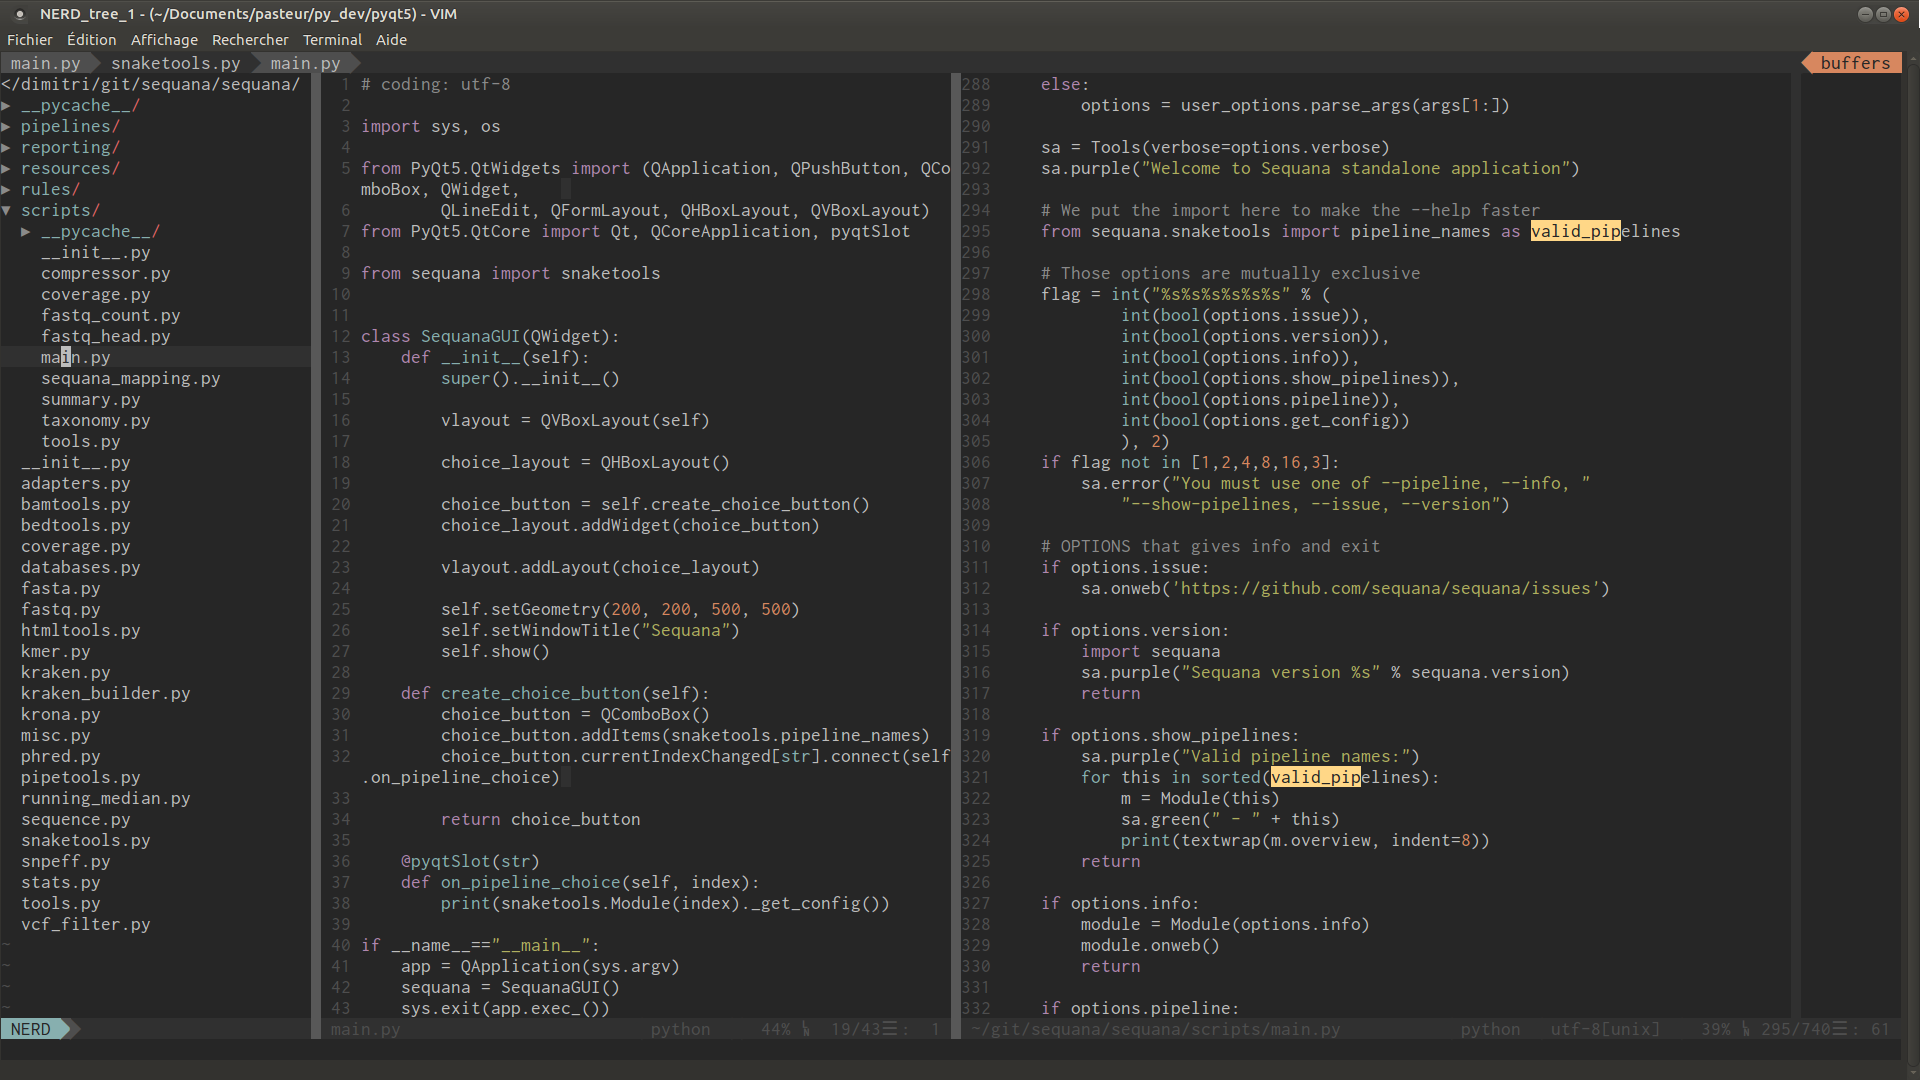 NERD_tree_1 - (~/Documents/pasteur/py_dev/pyqt5) - VIM
Fichier Édition Affichage Rechercher Terminal Aide
main.py snaketools.py main.py buffers
</dimitri/git/sequana/sequana/
▸ __pycache__/
▸ pipelines/
▸ reporting/
▸ resources/
▸ rules/
▾ scripts/
▸ __pycache__/
__init__.py
compressor.py
coverage.py
fastq_count.py
fastq_head.py
main.py
sequana_mapping.py
summary.py
taxonomy.py
tools.py
__init__.py
adapters.py
bamtools.py
bedtools.py
coverage.py
databases.py
fasta.py
fastq.py
htmltools.py
kmer.py
kraken.py
kraken_builder.py
krona.py
misc.py
phred.py
pipetools.py
running_median.py
sequence.py
snaketools.py
snpeff.py
stats.py
tools.py
vcf_filter.py
~
~
~
~
NERD
1 # coding: utf-8
2
3 import sys, os
4
5 from PyQt5.QtWidgets import (QApplication, QPushButton, QCo
mboBox, QWidget,
6         QLineEdit, QFormLayout, QHBoxLayout, QVBoxLayout)
7 from PyQt5.QtCore import Qt, QCoreApplication, pyqtSlot
8
9 from sequana import snaketools
10
11
12 class SequanaGUI(QWidget):
13     def __init__(self):
14         super().__init__()
15
16         vlayout = QVBoxLayout(self)
17
18         choice_layout = QHBoxLayout()
19
20         choice_button = self.create_choice_button()
21         choice_layout.addWidget(choice_button)
22
23         vlayout.addLayout(choice_layout)
24
25         self.setGeometry(200, 200, 500, 500)
26         self.setWindowTitle("Sequana")
27         self.show()
28
29     def create_choice_button(self):
30         choice_button = QComboBox()
31         choice_button.addItems(snaketools.pipeline_names)
32         choice_button.currentIndexChanged[str].connect(self
.on_pipeline_choice)
33
34         return choice_button
35
36     @pyqtSlot(str)
37     def on_pipeline_choice(self, index):
38         print(snaketools.Module(index)._get_config())
39
40 if __name__=="__main__":
41     app = QApplication(sys.argv)
42     sequana = SequanaGUI()
43     sys.exit(app.exec_())
main.py python 44% ␤ 19/43☰: 1
288     else:
289         options = user_options.parse_args(args[1:])
290
291     sa = Tools(verbose=options.verbose)
292     sa.purple("Welcome to Sequana standalone application")
293
294     # We put the import here to make the --help faster
295     from sequana.snaketools import pipeline_names as valid_pipelines
296
297     # Those options are mutually exclusive
298     flag = int("%s%s%s%s%s%s" % (
299             int(bool(options.issue)),
300             int(bool(options.version)),
301             int(bool(options.info)),
302             int(bool(options.show_pipelines)),
303             int(bool(options.pipeline)),
304             int(bool(options.get_config))
305             ), 2)
306     if flag not in [1,2,4,8,16,3]:
307         sa.error("You must use one of --pipeline, --info, "
308             "--show-pipelines, --issue, --version")
309
310     # OPTIONS that gives info and exit
311     if options.issue:
312         sa.onweb('https://github.com/sequana/sequana/issues')
313
314     if options.version:
315         import sequana
316         sa.purple("Sequana version %s" % sequana.version)
317         return
318
319     if options.show_pipelines:
320         sa.purple("Valid pipeline names:")
321         for this in sorted(valid_pipelines):
322             m = Module(this)
323             sa.green(" - " + this)
324             print(textwrap(m.overview, indent=8))
325         return
326
327     if options.info:
328         module = Module(options.info)
329         module.onweb()
330         return
331
332     if options.pipeline:
~/git/sequana/sequana/scripts/main.py python utf-8[unix] 39% ␤ 295/740☰: 61